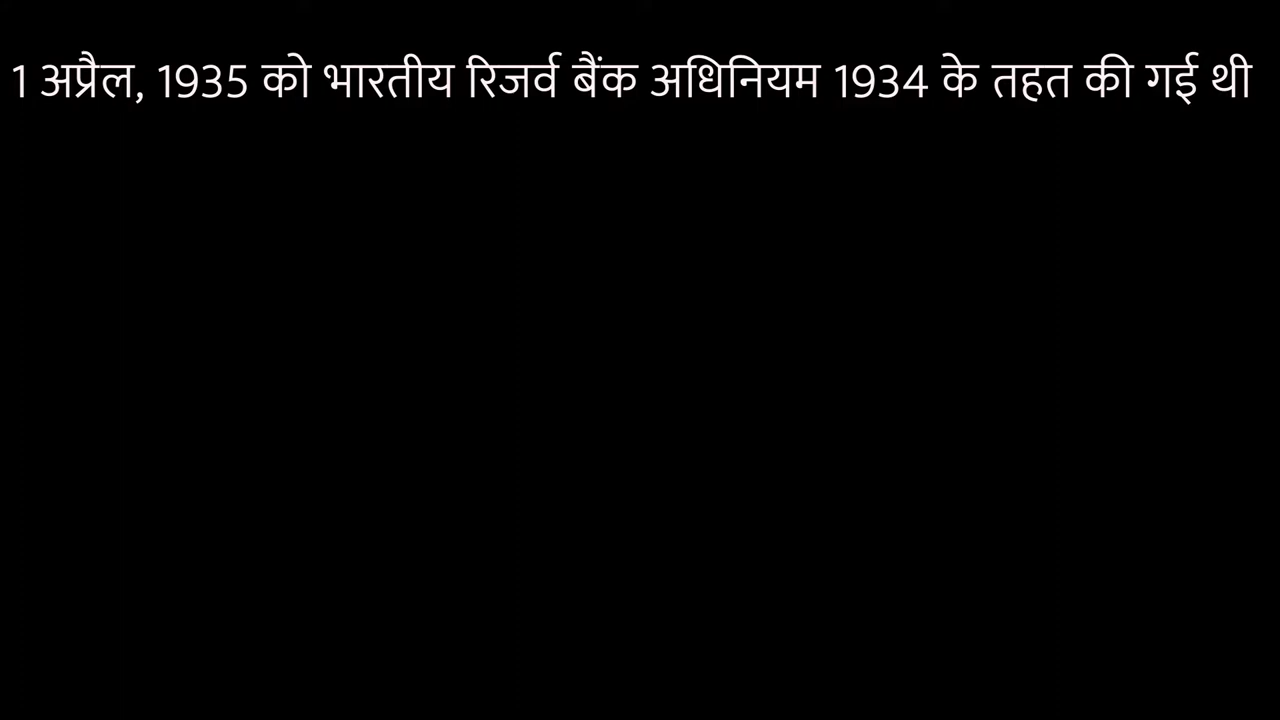 1 अप्रैल, 1935 को भारतीय रिजर्व बैंक अधिनियम 1934 के तहत की गई थी